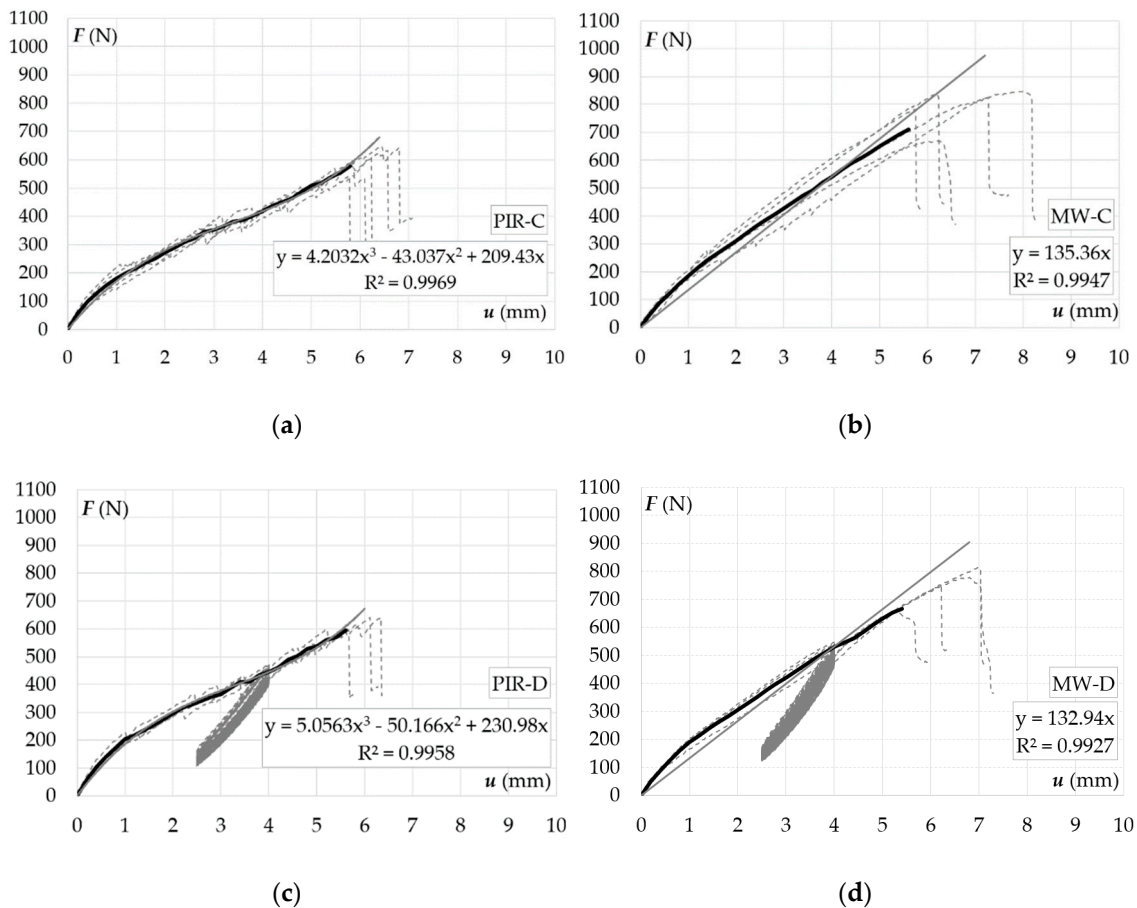 1100
1000
900
800
700
600
500
400
300
200
100
0
F (N)
PIR-C
y = 4.2032x³ - 43.037x² + 209.43x
R² = 0.9969
u (mm)
0 1 2 3 4 5 6 7 8 9 10
(a)
1100
1000
900
800
700
600
500
400
300
200
100
0
F (N)
MW-C
y = 135.36x
R² = 0.9947
u (mm)
0 1 2 3 4 5 6 7 8 9 10
(b)
1100
1000
900
800
700
600
500
400
300
200
100
0
F (N)
PIR-D
y = 5.0563x³ - 50.166x² + 230.98x
R² = 0.9958
u (mm)
0 1 2 3 4 5 6 7 8 9 10
(c)
1100
1000
900
800
700
600
500
400
300
200
100
0
F (N)
MW-D
y = 132.94x
R² = 0.9927
u (mm)
0 1 2 3 4 5 6 7 8 9 10
(d)